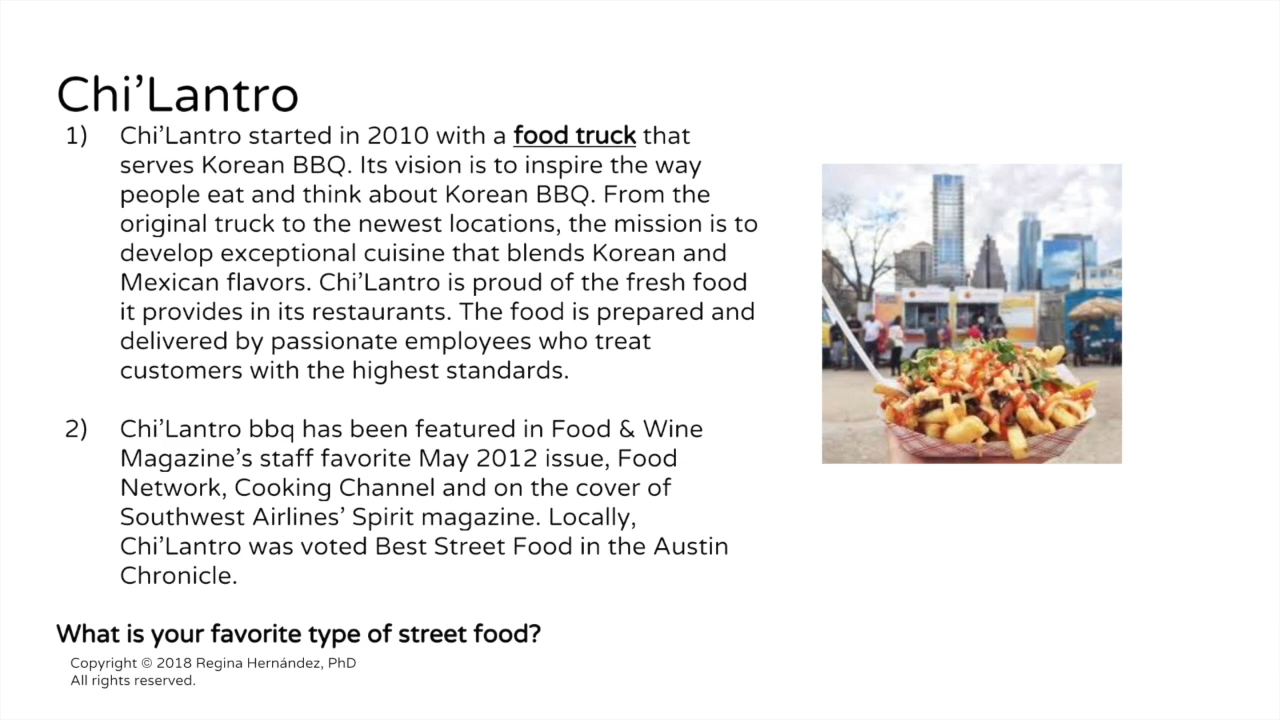 Chi’Lantro
1) Chi’Lantro started in 2010 with a food truck that
serves Korean BBQ. Its vision is to inspire the way
people eat and think about Korean BBQ. From the
original truck to the newest locations, the mission is to
develop exceptional cuisine that blends Korean and
Mexican flavors. Chi’Lantro is proud of the fresh food
it provides in its restaurants. The food is prepared and
delivered by passionate employees who treat
customers with the highest standards.
2) Chi’Lantro bbq has been featured in Food & Wine
Magazine’s staff favorite May 2012 issue, Food
Network, Cooking Channel and on the cover of
Southwest Airlines’ Spirit magazine. Locally,
Chi’Lantro was voted Best Street Food in the Austin
Chronicle.
What is your favorite type of street food?
Copyright © 2018 Regina Hernández, PhD
All rights reserved.